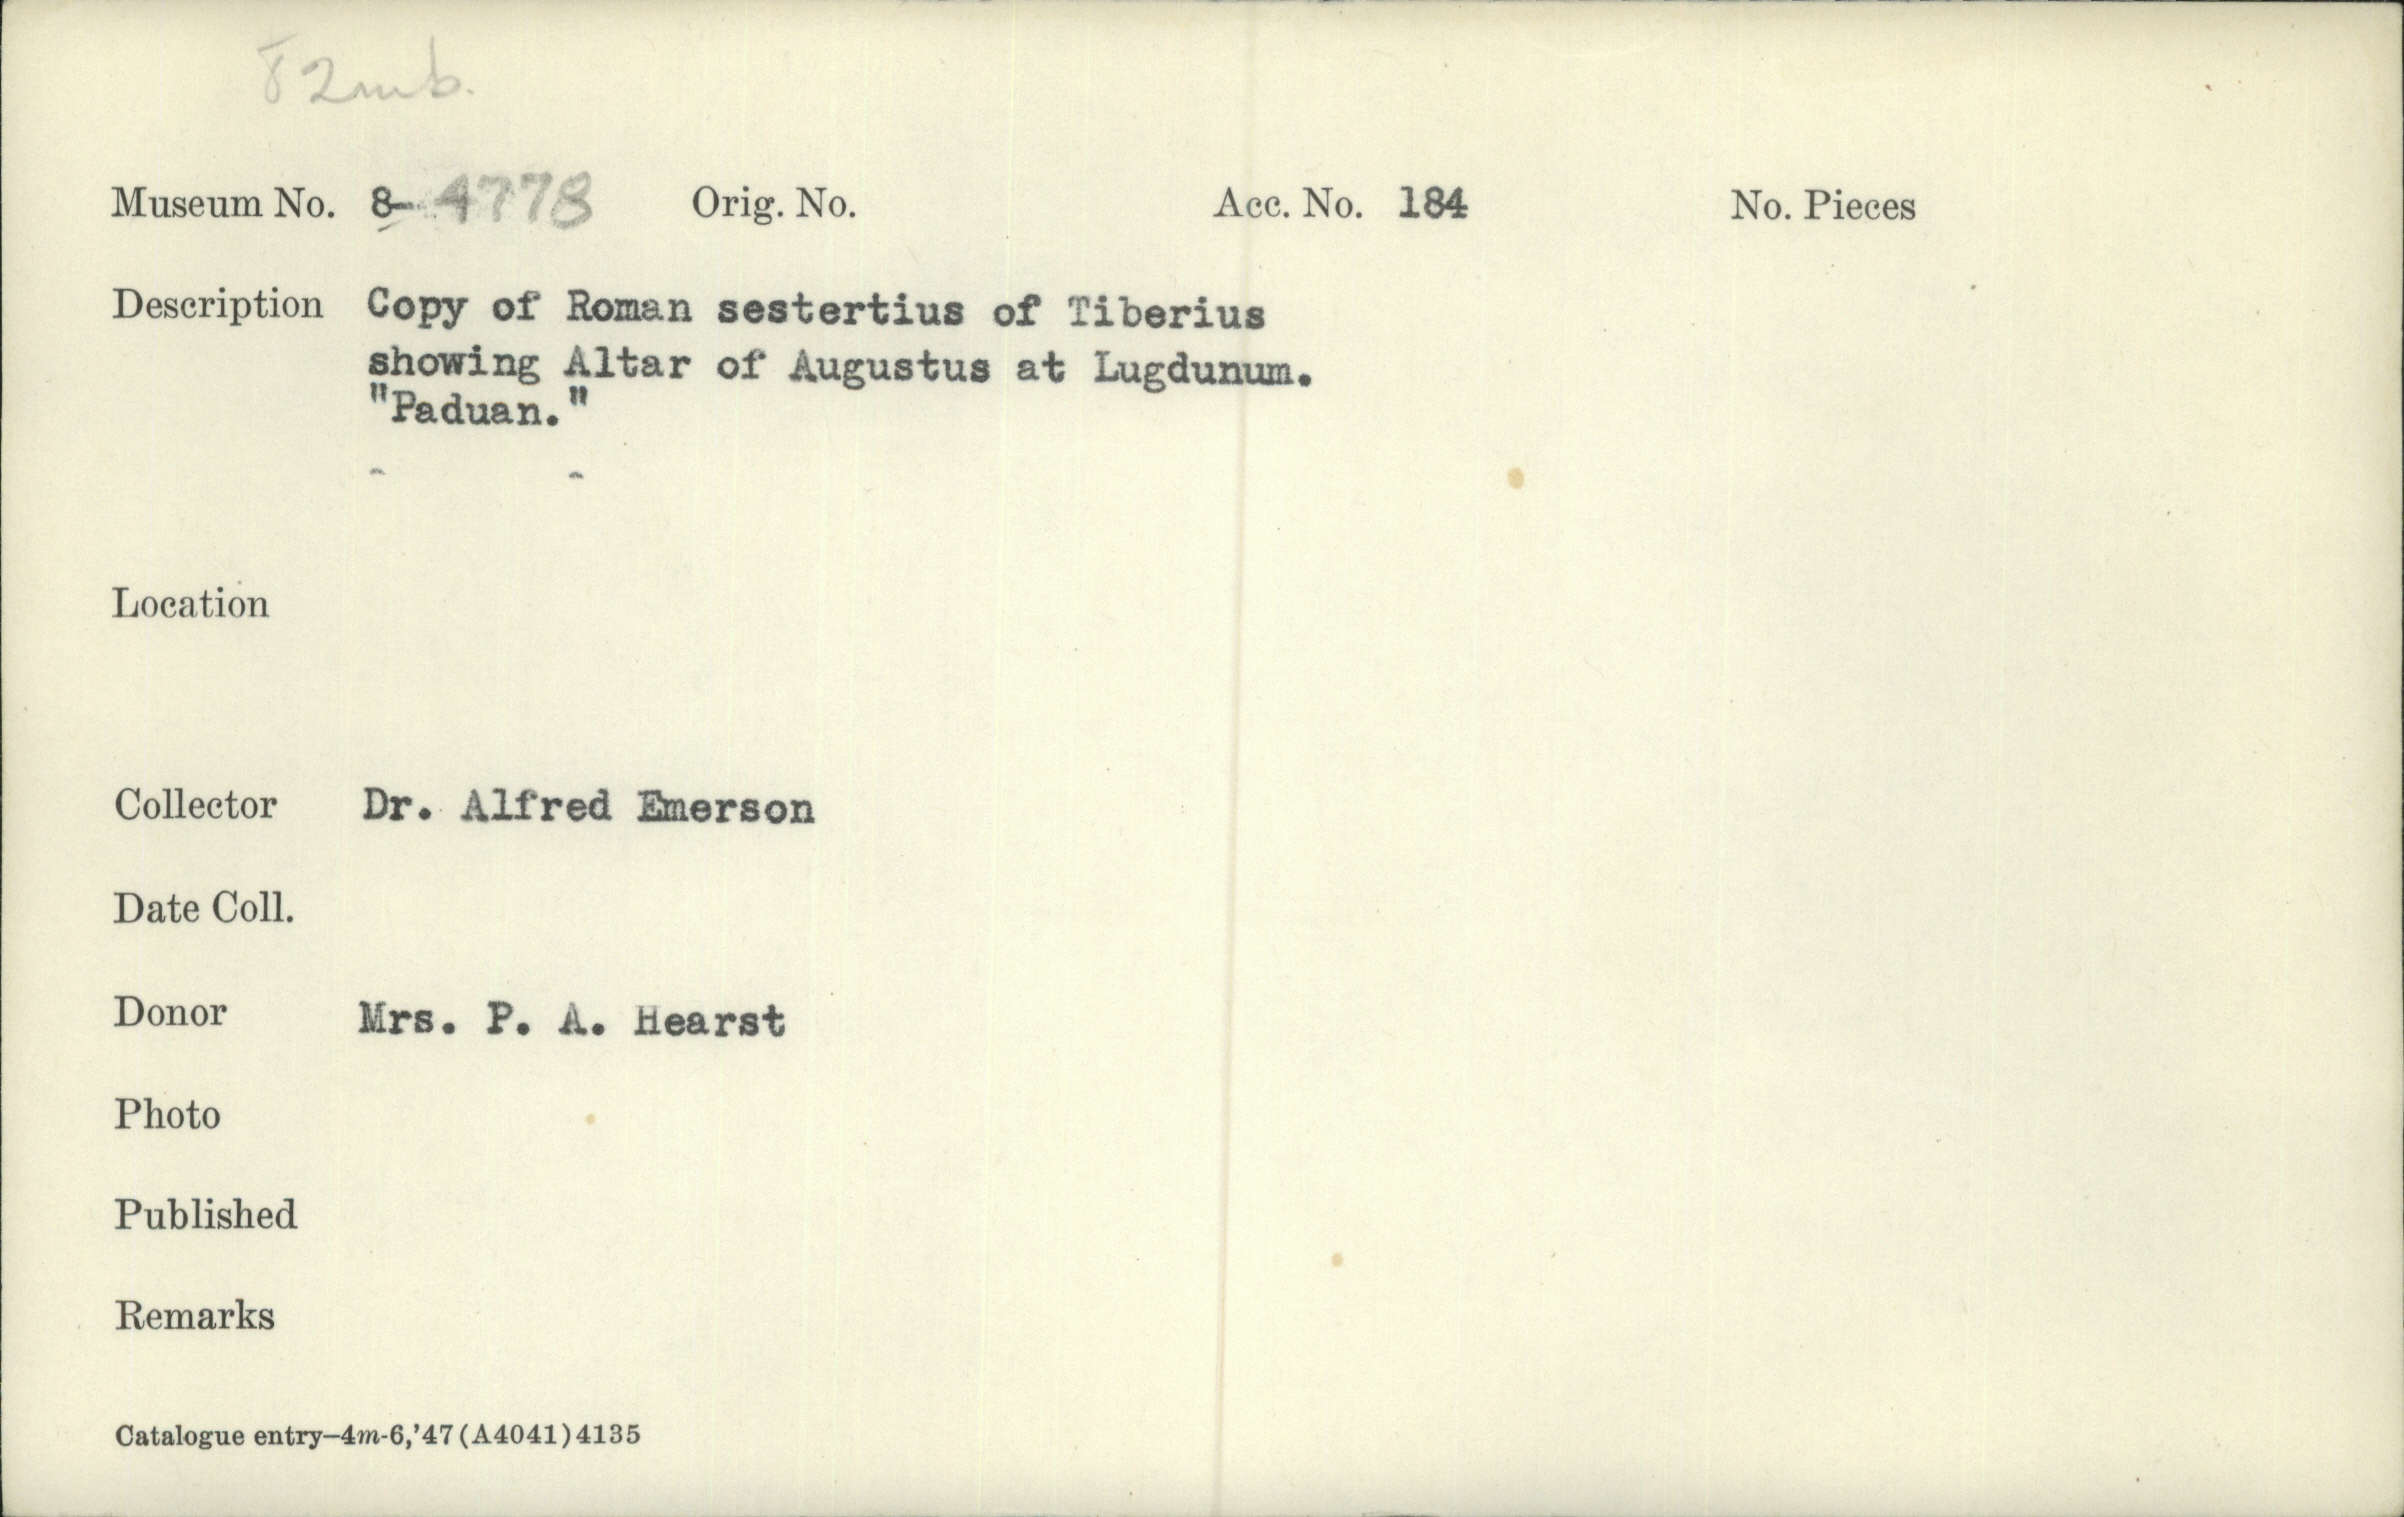 Museum No. 8-4778 Orig. No. Acc. No. 184 No. Pieces
Description Copy of Roman sestertius of Tiberius
showing Altar of Augustus at Lugdunum.
"Paduan."
Location
Collector Dr. Alfred Emerson
Date Coll.
Donor Mrs. P. A. Hearst
Photo
Published
Remarks
Catalogue entry—4m-6,'47(A4041)4135